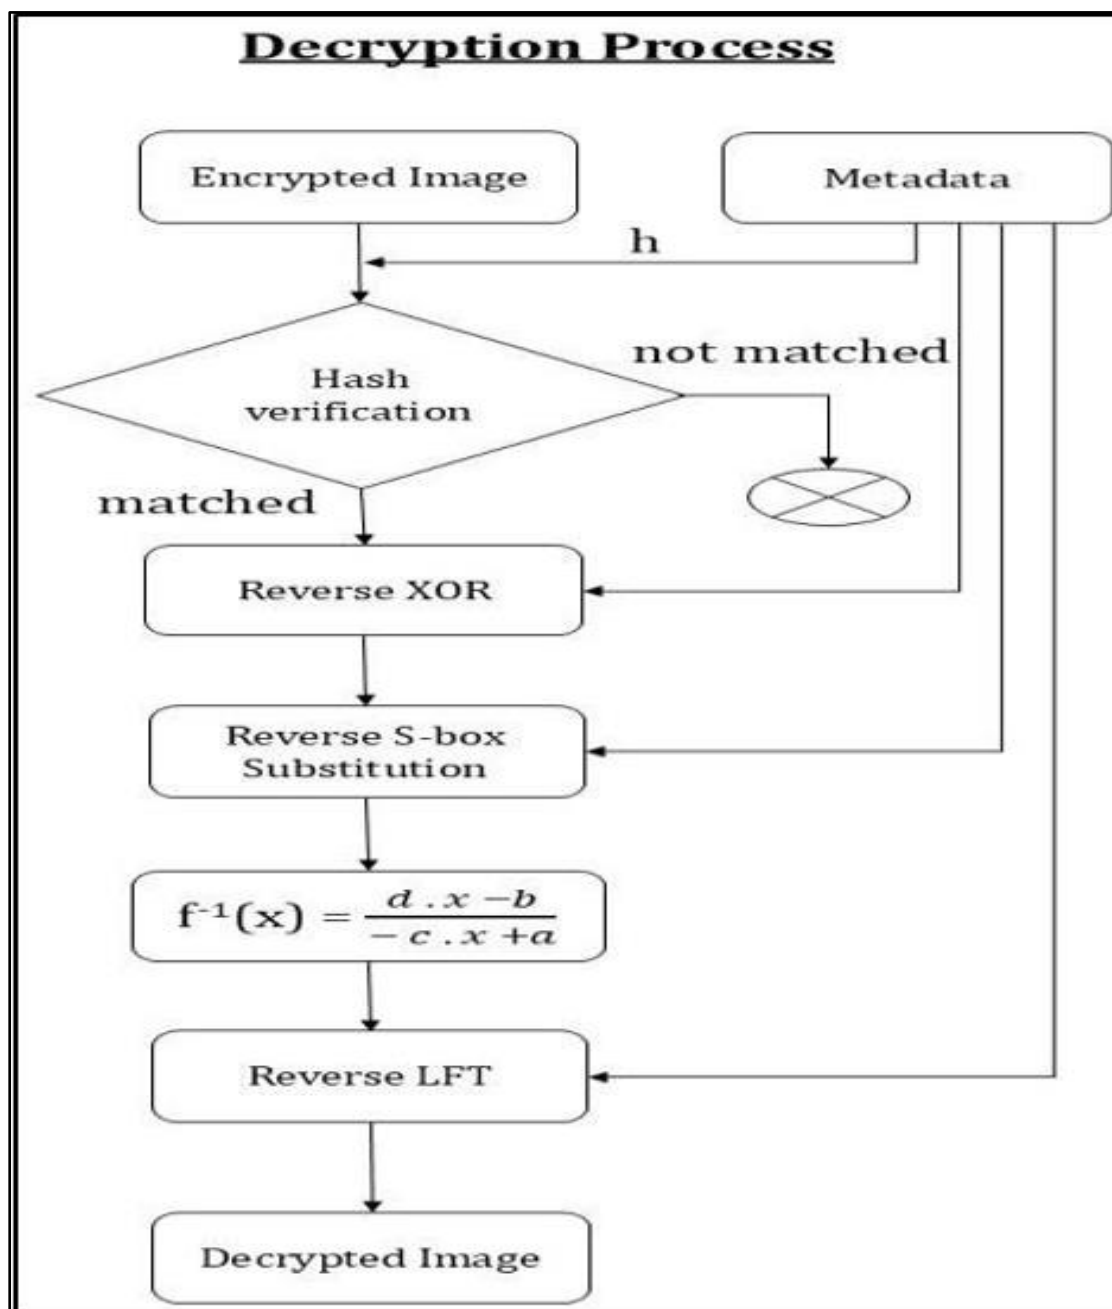 Decryption Process
Encrypted Image
Metadata
h
not matched
Hash
verification
matched
Reverse XOR
Reverse S-box
Substitution
f⁻¹(x) = d . x −b / − c . x +a
Reverse LFT
Decrypted Image